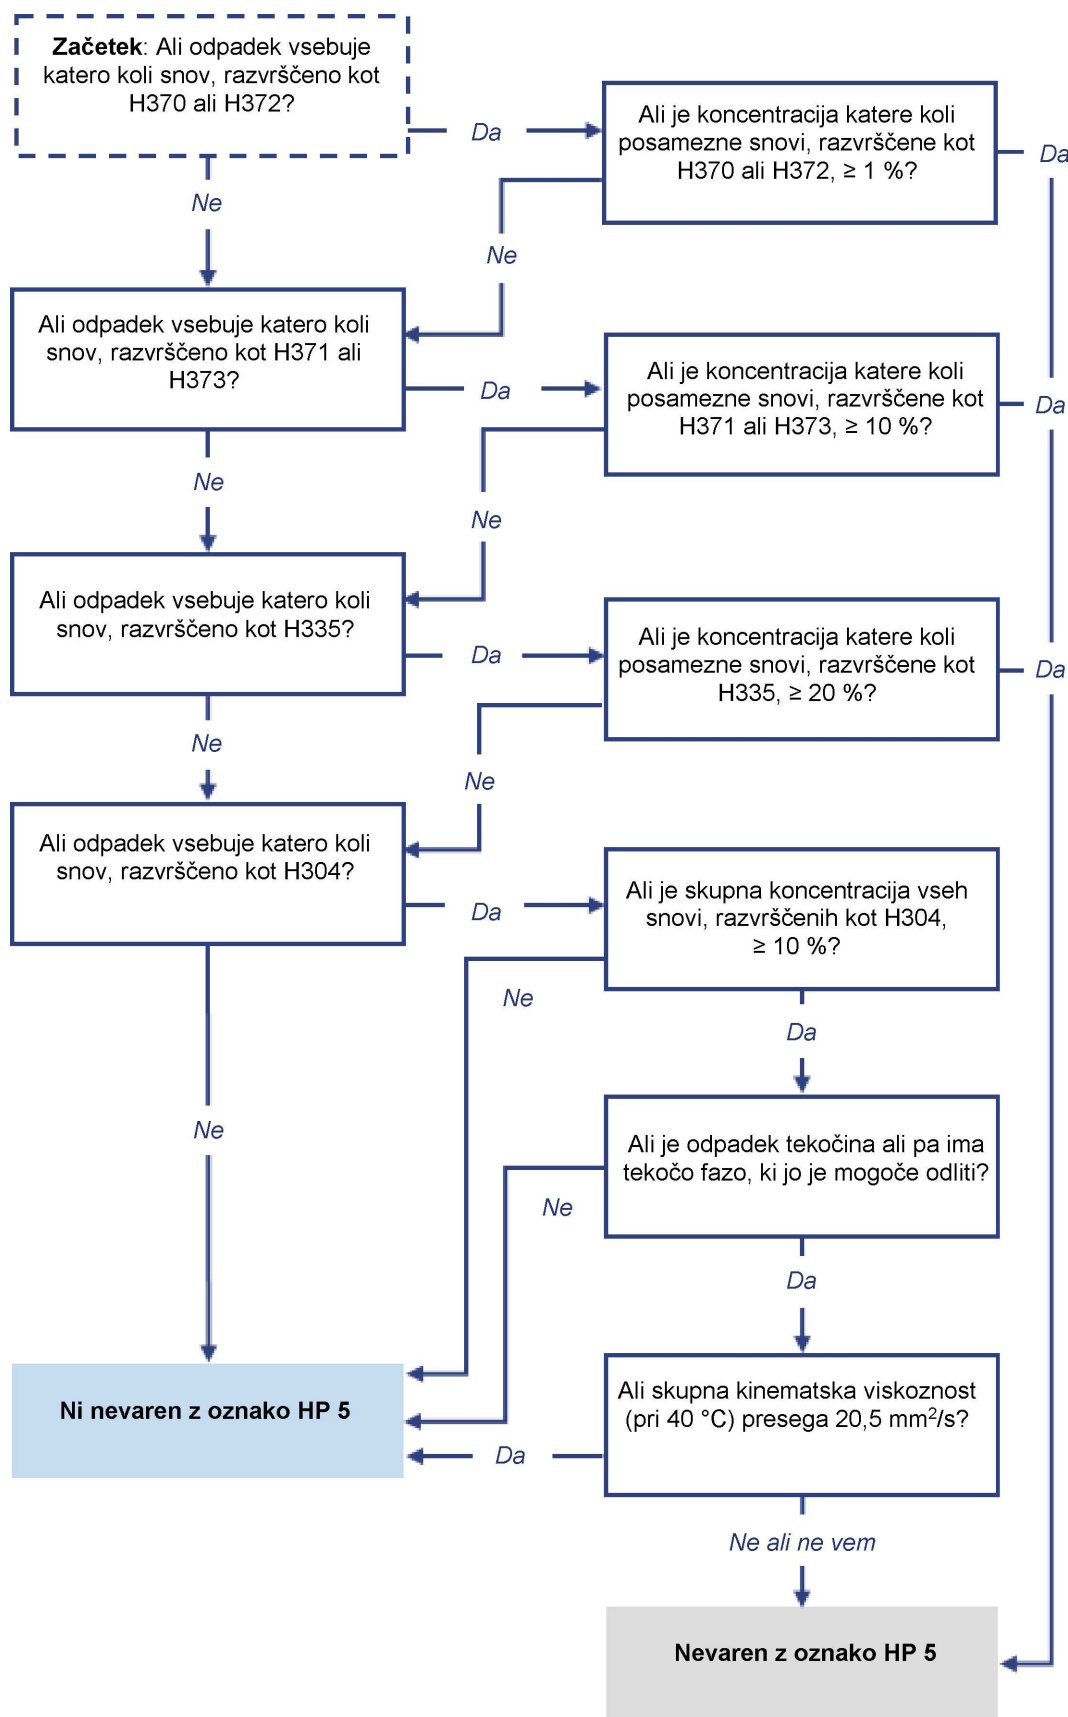 Začetek: Ali odpadek vsebuje
katero koli snov, razvrščeno kot
H370 ali H372?
Da
Ali je koncentracija katere koli
posamezne snovi, razvrščene kot
H370 ali H372, ≥ 1 %?
Da
Ne
Ne
Ali odpadek vsebuje katero koli
snov, razvrščeno kot H371 ali
H373?
Da
Ali je koncentracija katere koli
posamezne snovi, razvrščene kot
H371 ali H373, ≥ 10 %?
Da
Ne
Ne
Ali odpadek vsebuje katero koli
snov, razvrščeno kot H335?
Da
Ali je koncentracija katere koli
posamezne snovi, razvrščene kot
H335, ≥ 20 %?
Da
Ne
Ne
Ali odpadek vsebuje katero koli
snov, razvrščeno kot H304?
Da
Ali je skupna koncentracija vseh
snovi, razvrščenih kot H304,
≥ 10 %?
Ne
Da
Ne
Ali je odpadek tekočina ali pa ima
tekočo fazo, ki jo je mogoče odliti?
Ne
Da
Ali skupna kinematska viskoznost
(pri 40 °C) presega 20,5 mm²/s?
Da
Ni nevaren z oznako HP 5
Ne ali ne vem
Nevaren z oznako HP 5